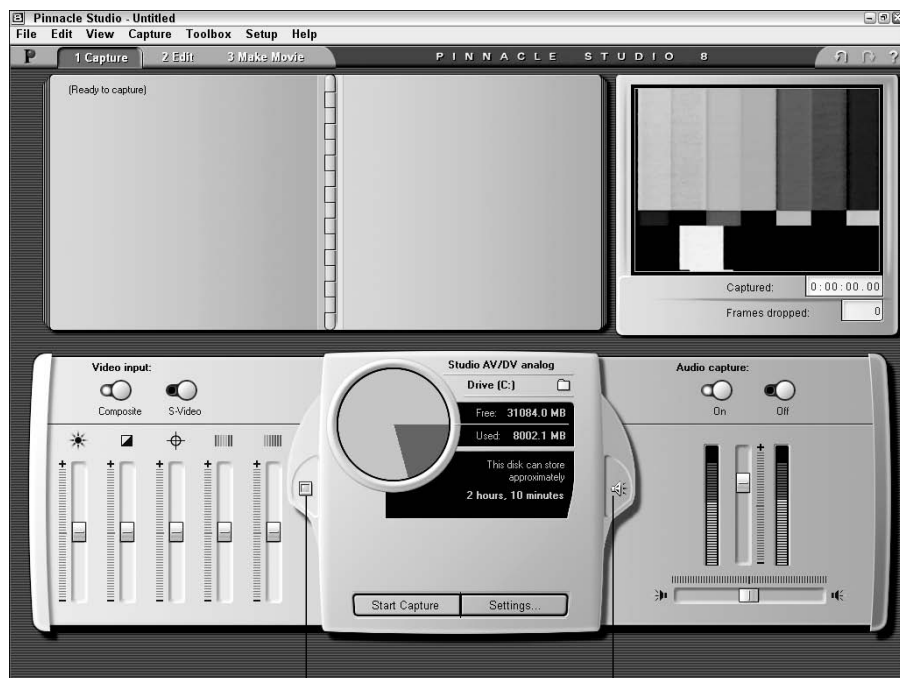 Pinnacle Studio - Untitled
File Edit View Capture Toolbox Setup Help
P 1 Capture 2 Edit 3 Make Movie PINNACLE STUDIO 8 ?
(Ready to capture)
Captured: 0:00:00.00
Frames dropped: 0
Video input:
Composite S-Video
Studio AV/DV analog
Drive (C:)
Free: 31084.0 MB
Used: 8002.1 MB
This disk can store
approximately
2 hours, 10 minutes
Start Capture Settings...
Audio capture:
On Off